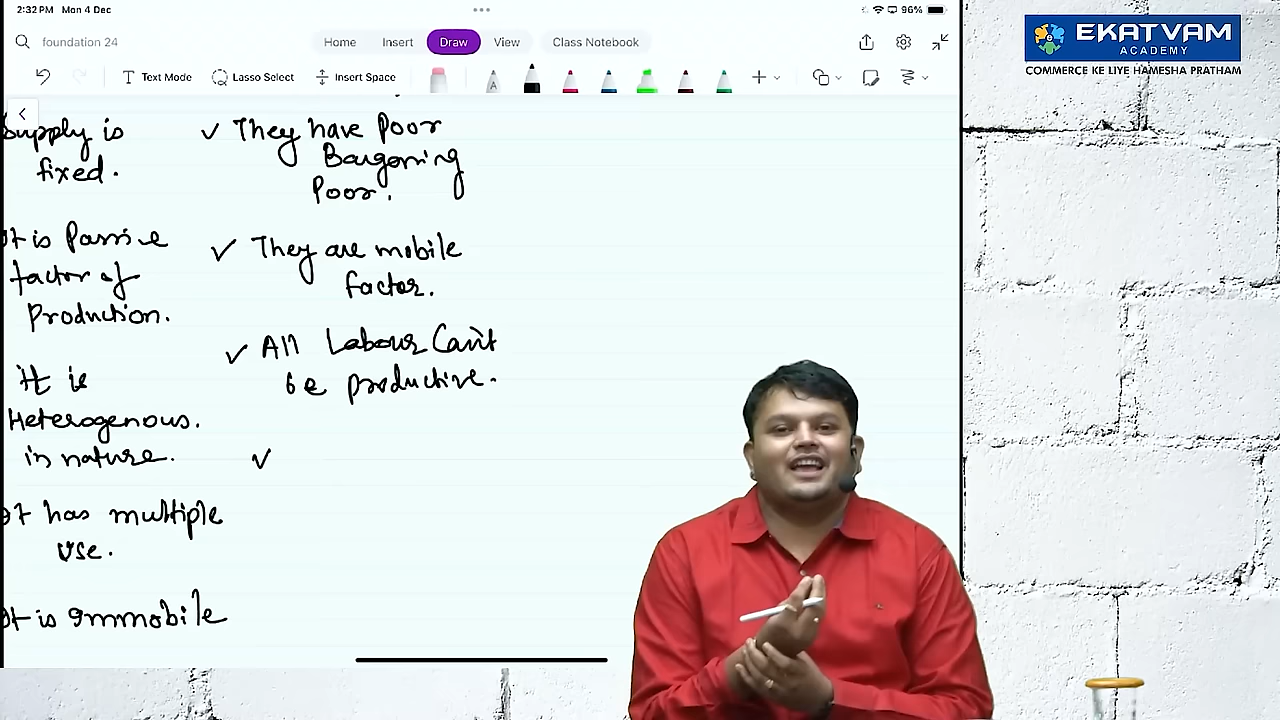 2:32 PM Mon 4 Dec
96%
EKATVAM
ACADEMY
COMMERCE KE LIYE HAMESHA PRATHAM
foundation 24
Home Insert Draw View Class Notebook
Text Mode Lasso Select Insert Space
Supply is
fixed.
It is Passive
factor of
Production.
it is
Heterogenous.
in nature.
It has multiple
use.
It is immobile
✓ They have Poor
Bargoning
Poor.
✓ They are mobile
factor.
✓ All Labour Can't
be productive.
✓